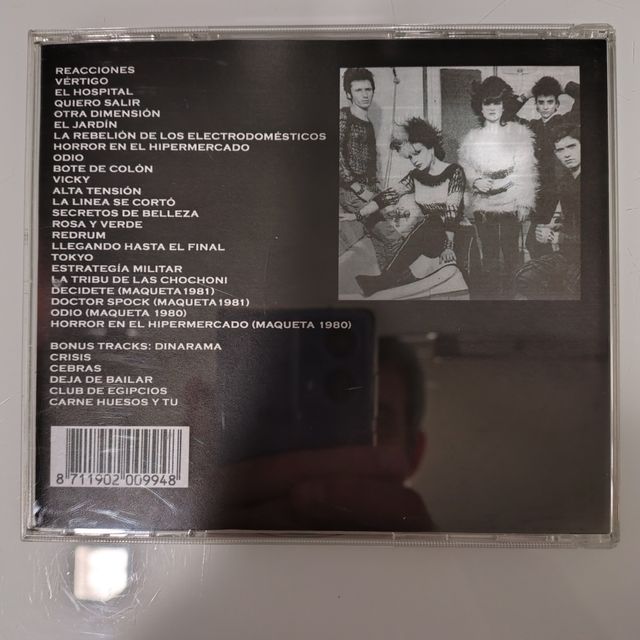 REACCIONES
VÉRTIGO
EL HOSPITAL
QUIERO SALIR
OTRA DIMENSIÓN
EL JARDÍN
LA REBELIÓN DE LOS ELECTRODOMÉSTICOS
HORROR EN EL HIPERMERCADO
ODIO
BOTE DE COLÓN
VICKY
ALTA TENSIÓN
LA LINEA SE CORTÓ
SECRETOS DE BELLEZA
ROSA Y VERDE
REDRUM
LLEGANDO HASTA EL FINAL
TOKYO
ESTRATEGÍA MILITAR
LA TRIBU DE LAS CHOCHONI
DECIDETE (MAQUETA1981)
DOCTOR SPOCK (MAQUETA1981)
ODIO (MAQUETA 1980)
HORROR EN EL HIPERMERCADO (MAQUETA 1980)
BONUS TRACKS: DINARAMA
CRISIS
CEBRAS
DEJA DE BAILAR
CLUB DE EGIPCIOS
CARNE HUESOS Y TU
8 711902 009948